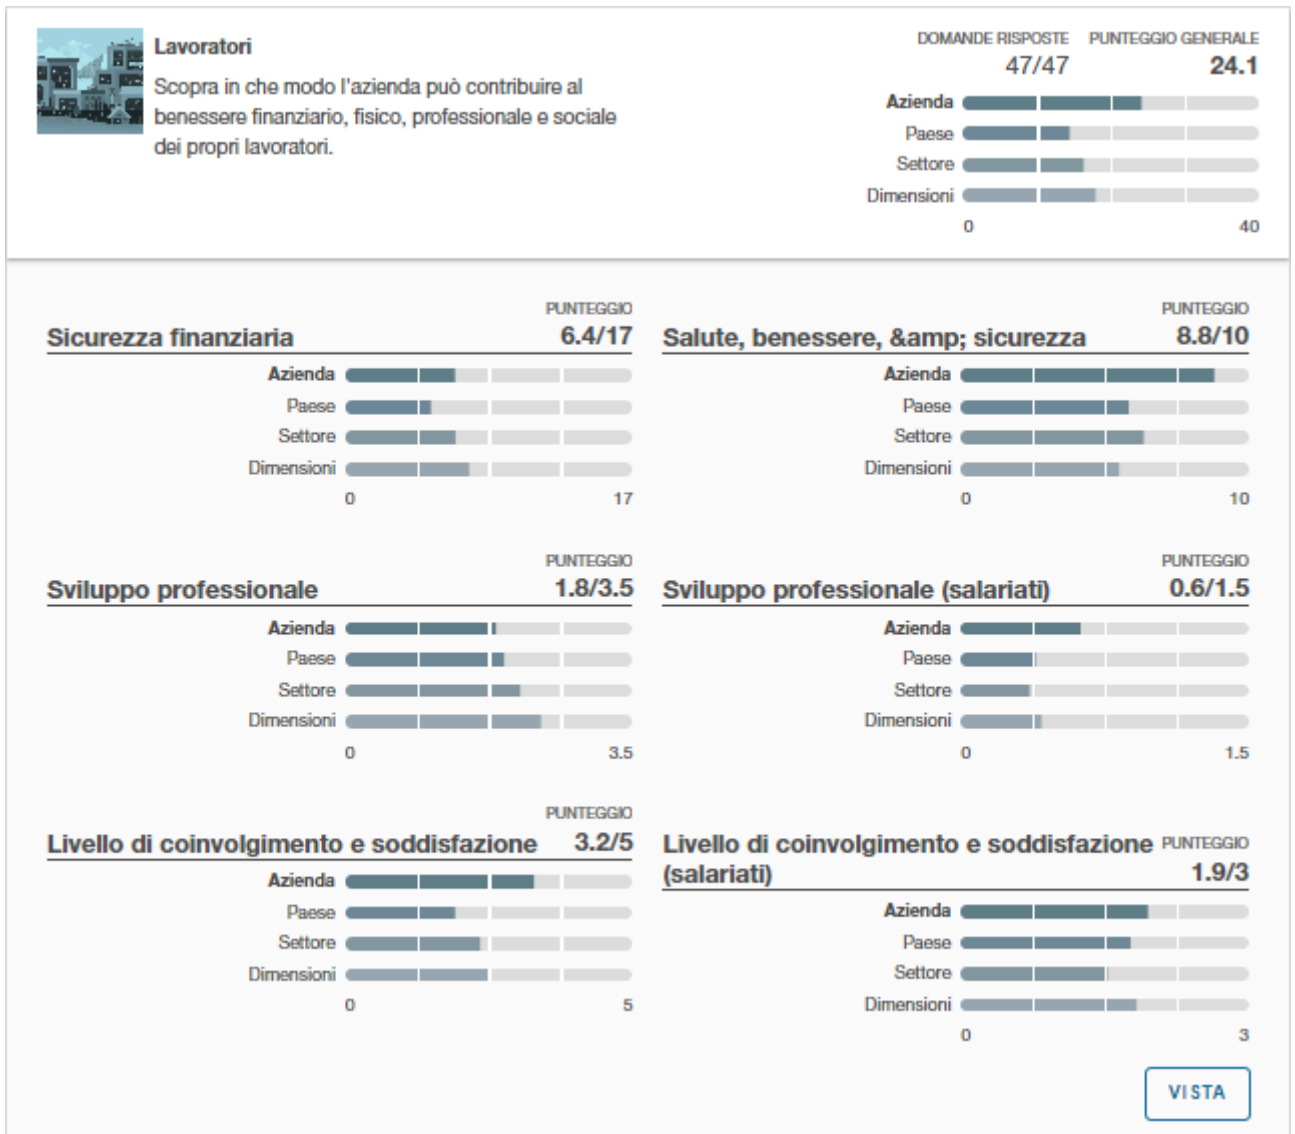 Lavoratori
Scopra in che modo l'azienda può contribuire al
benessere finanziario, fisico, professionale e sociale
dei propri lavoratori.
DOMANDE RISPOSTE PUNTEGGIO GENERALE
47/47 24.1
Azienda
Paese
Settore
Dimensioni
0 40
PUNTEGGIO
Sicurezza finanziaria 6.4/17
Azienda
Paese
Settore
Dimensioni
0 17
PUNTEGGIO
Salute, benessere, &amp; sicurezza 8.8/10
Azienda
Paese
Settore
Dimensioni
0 10
PUNTEGGIO
Sviluppo professionale 1.8/3.5
Azienda
Paese
Settore
Dimensioni
0 3.5
PUNTEGGIO
Sviluppo professionale (salariati) 0.6/1.5
Azienda
Paese
Settore
Dimensioni
0 1.5
PUNTEGGIO
Livello di coinvolgimento e soddisfazione 3.2/5
Azienda
Paese
Settore
Dimensioni
0 5
Livello di coinvolgimento e soddisfazione PUNTEGGIO
(salariati) 1.9/3
Azienda
Paese
Settore
Dimensioni
0 3
VISTA